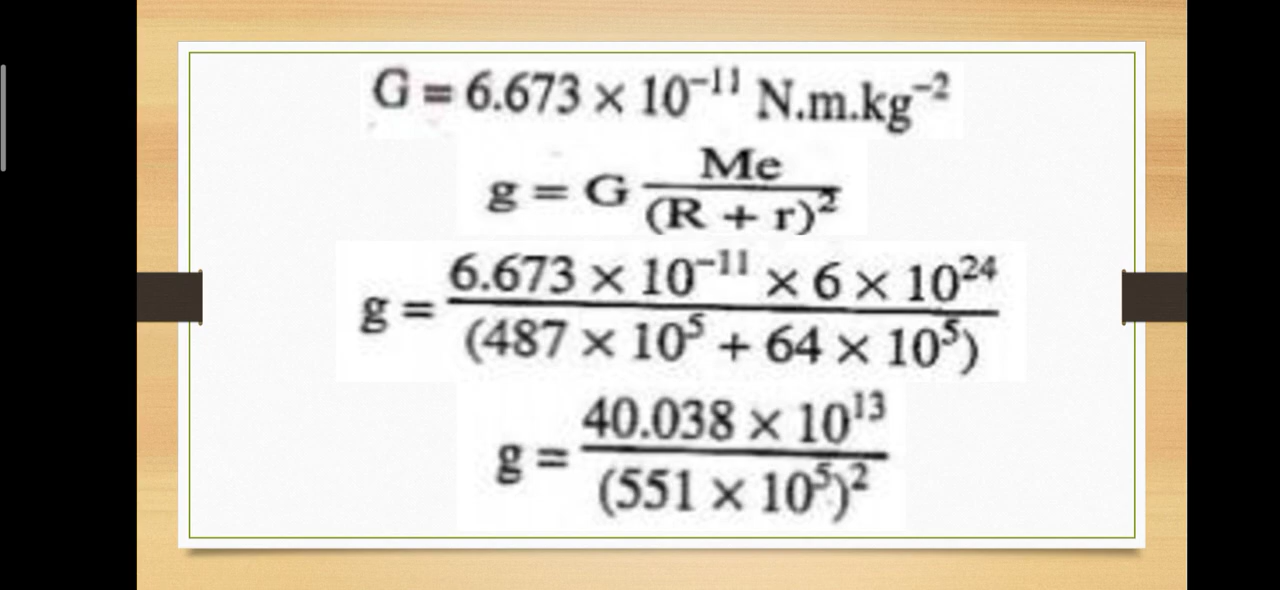 G = 6.673 × 10⁻¹¹ N.m.kg⁻²
g = G Me / (R + r)²
g = 6.673 × 10⁻¹¹ × 6 × 10²⁴ / (487 × 10⁵ + 64 × 10⁵)
g = 40.038 × 10¹³ / (551 × 10⁵)²